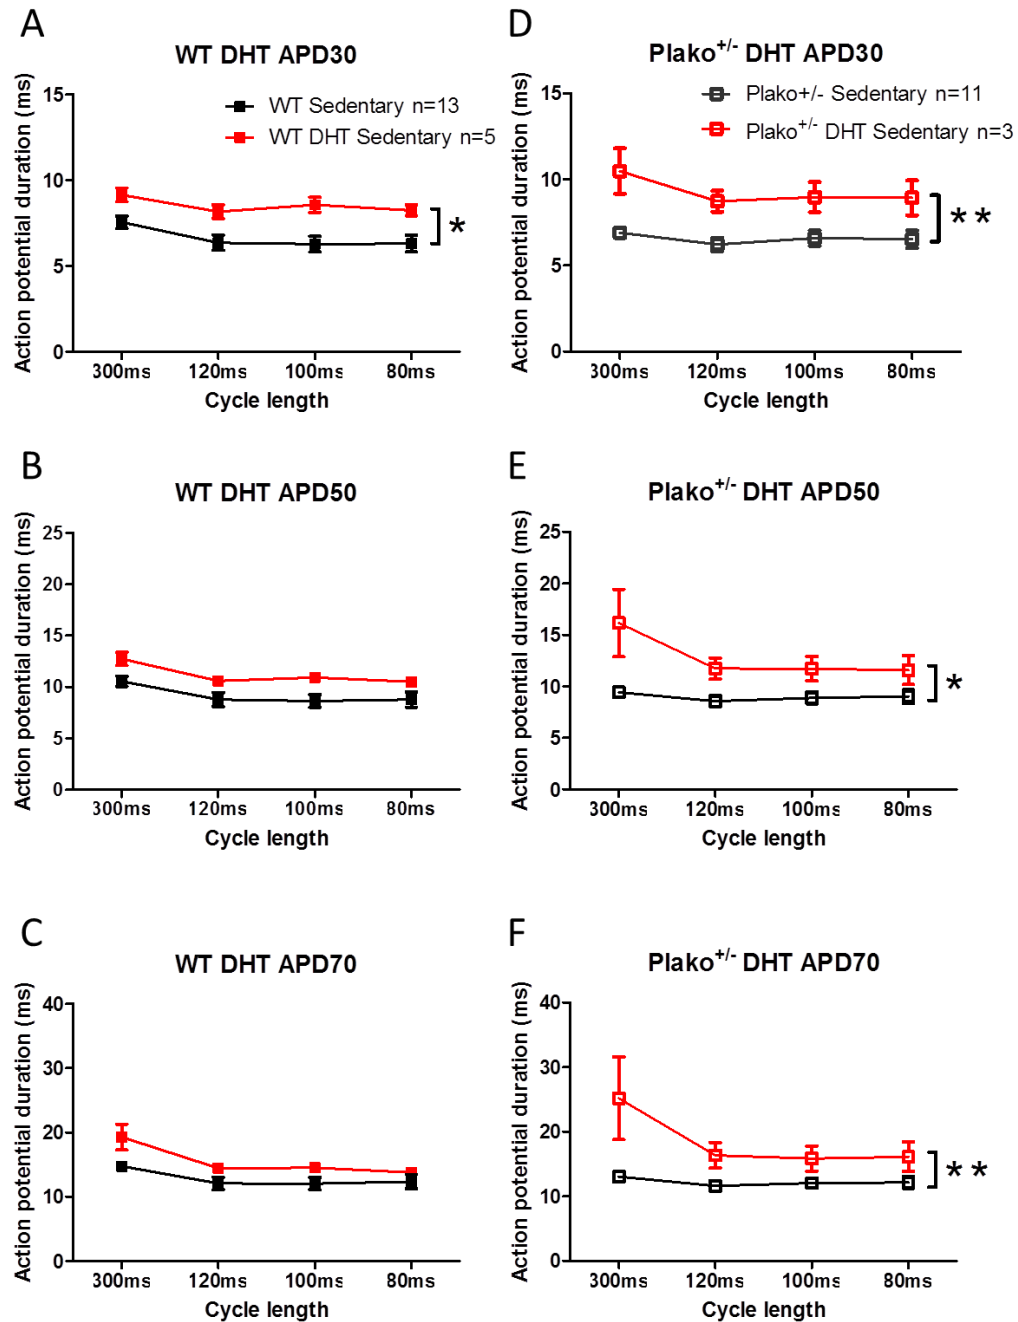 A
WT DHT APD30
Action potential duration (ms)
15
10
5
0
WT Sedentary n=13
WT DHT Sedentary n=5
*
300ms 120ms 100ms 80ms
Cycle length
D
Plako+/- DHT APD30
Action potential duration (ms)
15
10
5
0
Plako+/- Sedentary n=11
Plako+/- DHT Sedentary n=3
**
300ms 120ms 100ms 80ms
Cycle length
B
WT DHT APD50
Action potential duration (ms)
25
20
15
10
5
0
300ms 120ms 100ms 80ms
Cycle length
E
Plako+/- DHT APD50
Action potential duration (ms)
25
20
15
10
5
0
*
300ms 120ms 100ms 80ms
Cycle length
C
WT DHT APD70
Action potential duration (ms)
40
30
20
10
0
300ms 120ms 100ms 80ms
Cycle length
F
Plako+/- DHT APD70
Action potential duration (ms)
40
30
20
10
0
**
300ms 120ms 100ms 80ms
Cycle length